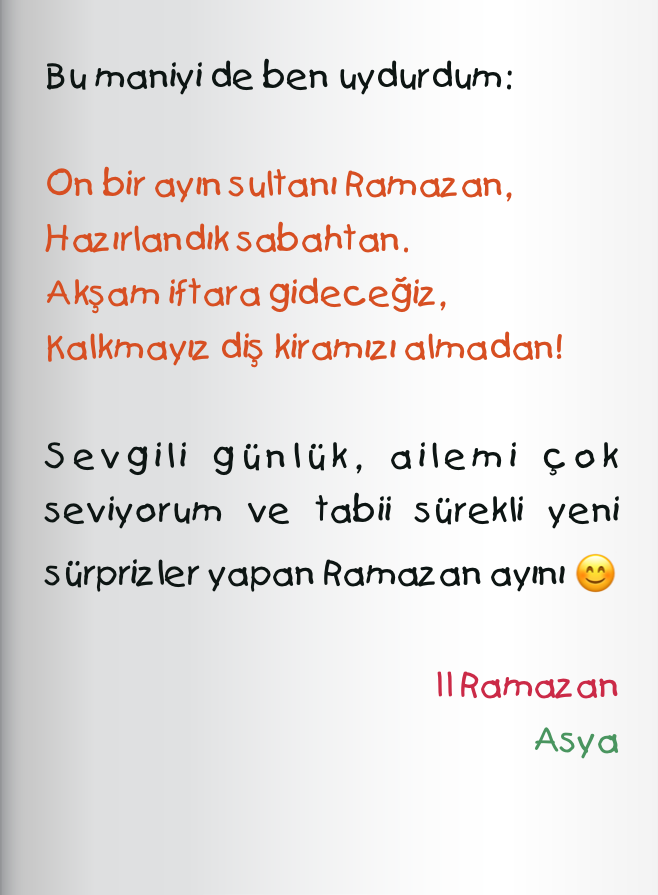 Bu maniyi de ben uydurdum:
On bir ayın sultanı Ramazan,
Hazırlandık sabahtan.
Akşam iftara gideceğiz,
Kalkmayız diş kiramızı almadan!
Sevgili günlük, ailemi çok
seviyorum ve tabii sürekli yeni
sürprizler yapan Ramazan ayını 😊
11 Ramazan
Asya